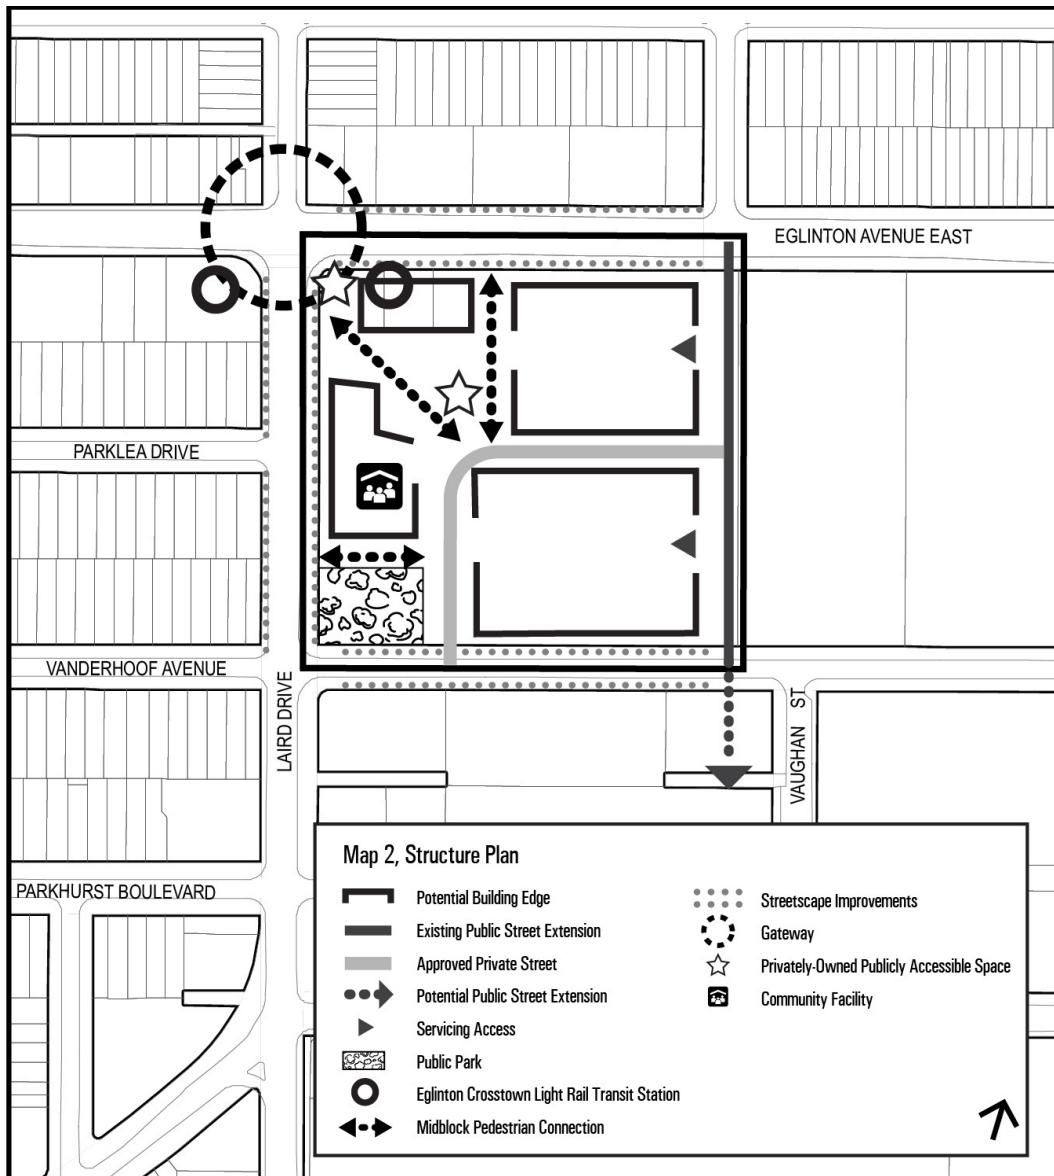 EGLINTON AVENUE EAST
PARKLEA DRIVE
VANDERHOOF AVENUE
LAIRD DRIVE
VAUGHAN ST
PARKHURST BOULEVARD
Map 2, Structure Plan
Potential Building Edge
Existing Public Street Extension
Approved Private Street
Potential Public Street Extension
Servicing Access
Public Park
Eglinton Crosstown Light Rail Transit Station
Midblock Pedestrian Connection
Streetscape Improvements
Gateway
Privately-Owned Publicly Accessible Space
Community Facility